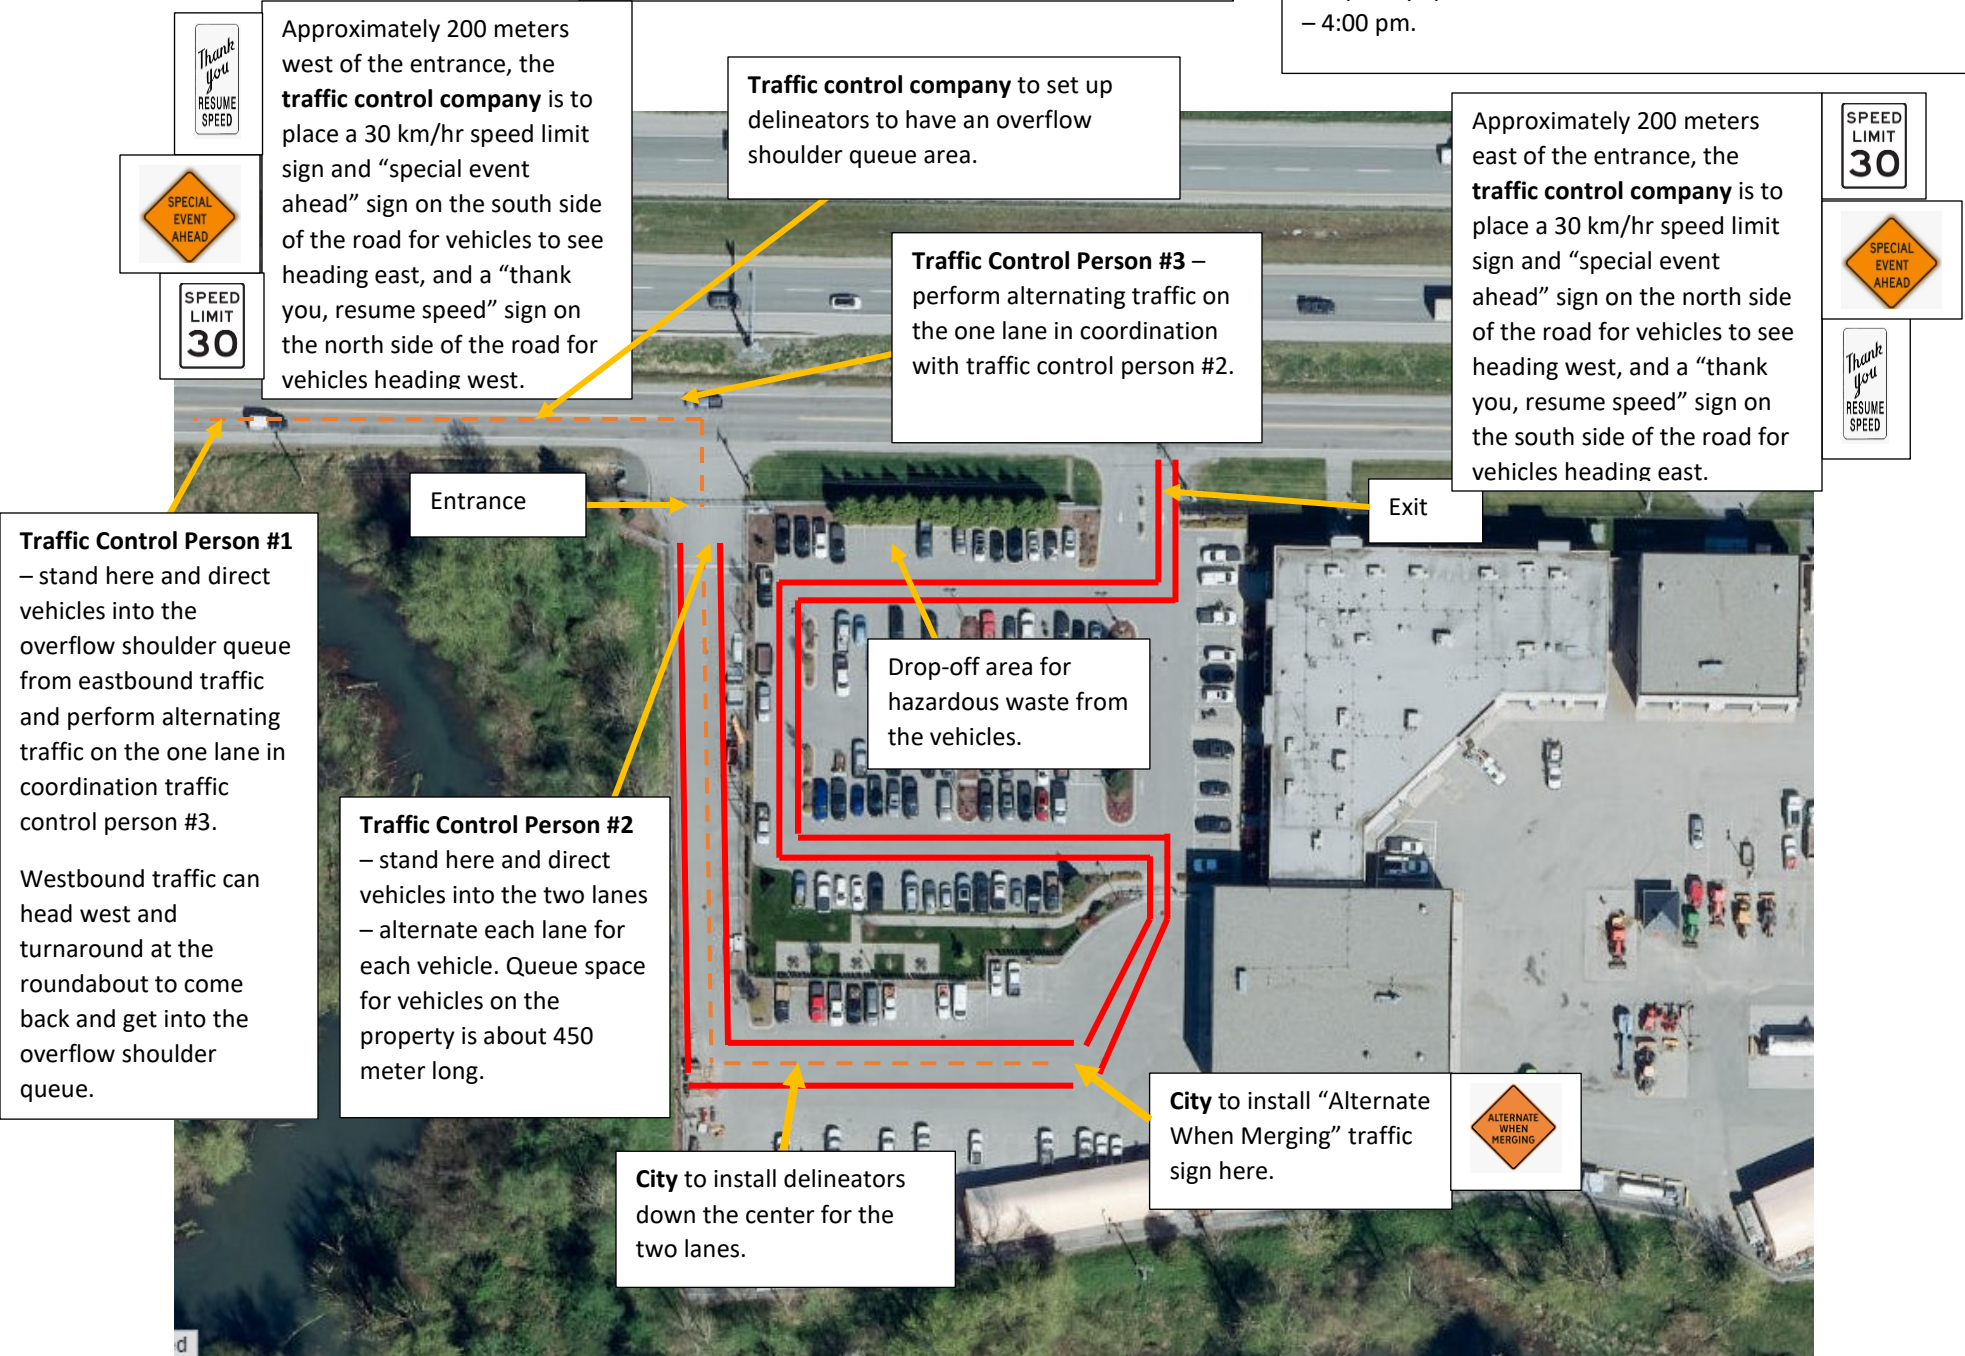 – 4:00 pm.
Thank
you
RESUME
SPEED
SPECIAL
EVENT
AHEAD
SPEED
LIMIT
30
Approximately 200 meters
west of the entrance, the
traffic control company is to
place a 30 km/hr speed limit
sign and “special event
ahead” sign on the south side
of the road for vehicles to see
heading east, and a “thank
you, resume speed” sign on
the north side of the road for
vehicles heading west.
Traffic control company to set up
delineators to have an overflow
shoulder queue area.
Traffic Control Person #3 –
perform alternating traffic on
the one lane in coordination
with traffic control person #2.
Approximately 200 meters
east of the entrance, the
traffic control company is to
place a 30 km/hr speed limit
sign and “special event
ahead” sign on the north side
of the road for vehicles to see
heading west, and a “thank
you, resume speed” sign on
the south side of the road for
vehicles heading east.
SPEED
LIMIT
30
SPECIAL
EVENT
AHEAD
Thank
you
RESUME
SPEED
Entrance
Exit
Traffic Control Person #1
– stand here and direct
vehicles into the
overflow shoulder queue
from eastbound traffic
and perform alternating
traffic on the one lane in
coordination traffic
control person #3.
Westbound traffic can
head west and
turnaround at the
roundabout to come
back and get into the
overflow shoulder
queue.
Drop-off area for
hazardous waste from
the vehicles.
Traffic Control Person #2
– stand here and direct
vehicles into the two lanes
– alternate each lane for
each vehicle. Queue space
for vehicles on the
property is about 450
meter long.
City to install “Alternate
When Merging” traffic
sign here.
ALTERNATE
WHEN
MERGING
City to install delineators
down the center for the
two lanes.
ed